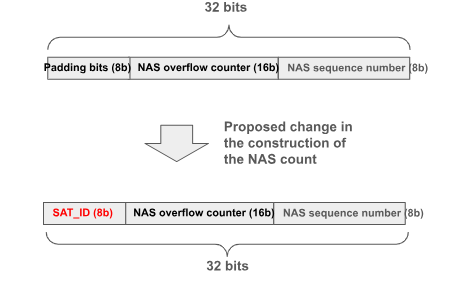 32 bits
Padding bits (8b) NAS overflow counter (16b) NAS sequence number (8b)
Proposed change in
the construction of
the NAS count
SAT_ID (8b) NAS overflow counter (16b) NAS sequence number (8b)
32 bits